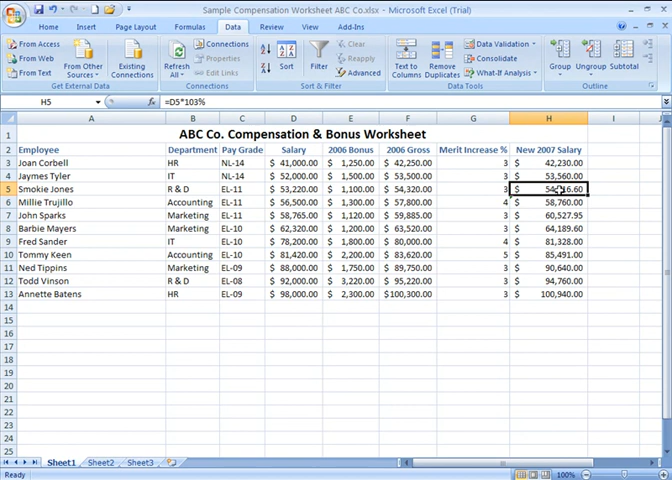 Sample Compensation Worksheet ABC Co.xlsx - Microsoft Excel (Trial)
Home Insert Page Layout Formulas Data Review View Add-Ins
From Access From Web From Text From Other Sources Existing Connections
Refresh All Connections Properties Edit Links
Sort Filter Clear Reapply Advanced
Text to Columns Remove Duplicates Data Validation Consolidate What-If Analysis
Group Ungroup Subtotal
Get External Data Connections Sort & Filter Data Tools Outline
H5 fx =D5*103%
A B C D E F G H I
1 ABC Co. Compensation & Bonus Worksheet
2 Employee Department Pay Grade Salary 2006 Bonus 2006 Gross Merit Increase % New 2007 Salary
3 Joan Corbell HR NL-14 $ 41,000.00 $ 1,250.00 $ 42,250.00 3 $ 42,230.00
4 Jaymes Tyler IT NL-14 $ 52,000.00 $ 1,200.00 $ 53,200.00 3 $ 53,560.00
5 Smokie Jones R & D EL-11 $ 53,220.00 $ 1,100.00 $ 54,320.00 3 $
6 Millie Trujillo Accounting EL-11 $ 56,500.00 $ 1,300.00 $ 57,800.00 4 $ 58,760.00
7 John Sparks Marketing EL-11 $ 58,765.00 $ 1,120.00 $ 59,885.00 3 $ 60,527.95
8 Barbie Mayers Marketing EL-10 $ 62,320.00 $ 1,200.00 $ 63,520.00 3 $ 64,189.60
9 Fred Sander IT EL-10 $ 78,200.00 $ 1,800.00 $ 80,000.00 4 $ 81,328.00
10 Tommy Keen Accounting EL-10 $ 81,420.00 $ 2,200.00 $ 83,620.00 5 $ 85,491.00
11 Ned Tippins Marketing EL-09 $ 88,000.00 $ 1,750.00 $ 89,750.00 3 $ 90,640.00
12 Todd Vinson R & D EL-08 $ 92,000.00 $ 3,220.00 $ 95,220.00 3 $ 94,760.00
13 Annette Batens HR EL-09 $ 98,000.00 $ 2,300.00 $100,300.00 3 $ 100,940.00
14
15
16
17
18
19
20
21
22
23
24
25
Sheet1 Sheet2 Sheet3
Ready 100%